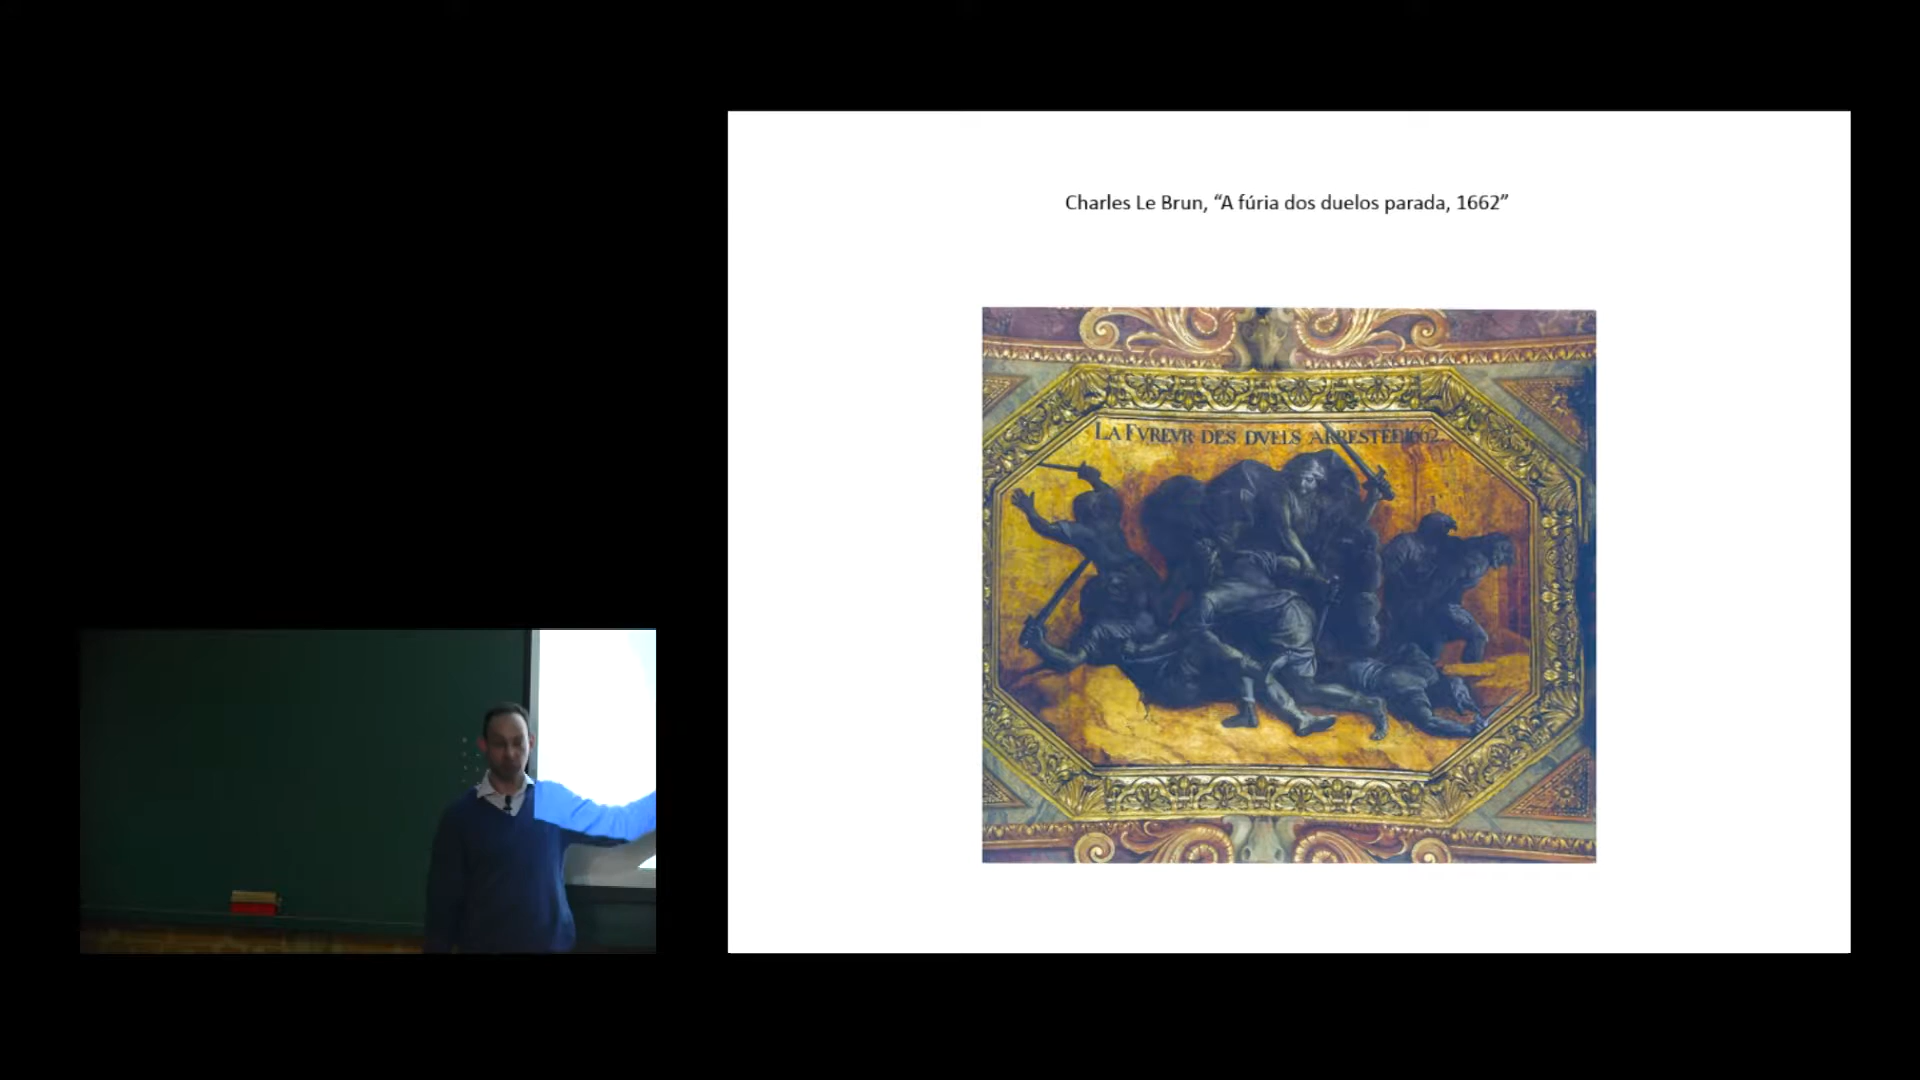 Charles Le Brun, “A fúria dos duelos parada, 1662”
LA FVREVR DES DVELS ARRESTÉE 1662.